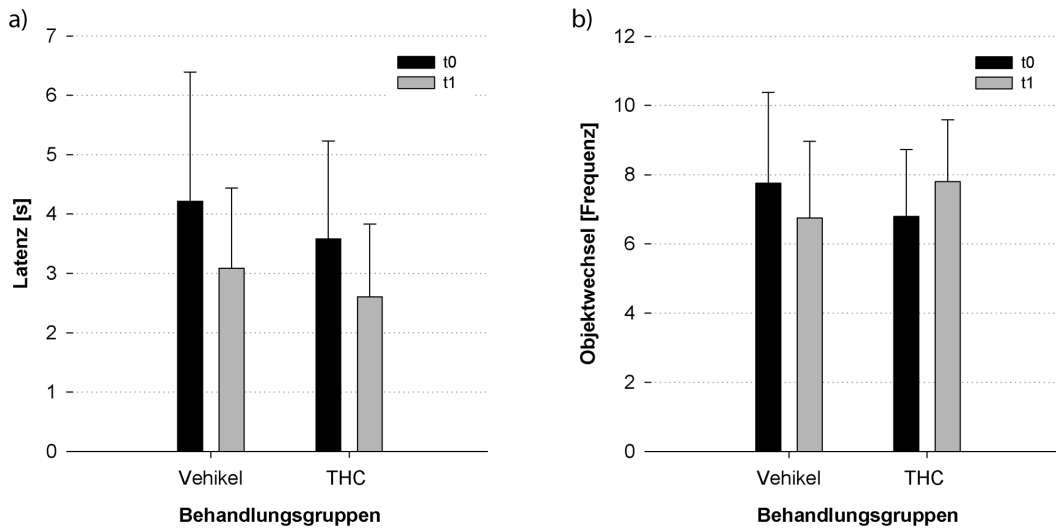 a)
Latenz [s]
7
6
5
4
3
2
1
0
t0
t1
Vehikel THC
Behandlungsgruppen
b)
Objektwechsel [Frequenz]
12
10
8
6
4
2
0
t0
t1
Vehikel THC
Behandlungsgruppen